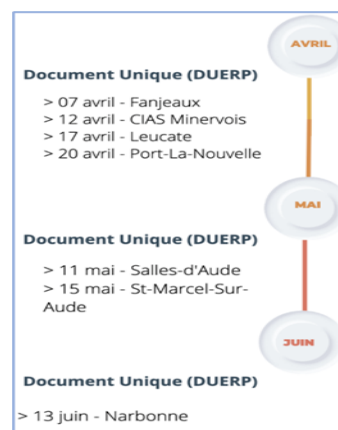 AVRIL
Document Unique (DUERP)
> 07 avril - Fanjeaux
> 12 avril - CIAS Minervois
> 17 avril - Leucate
> 20 avril - Port-La-Nouvelle
MAI
Document Unique (DUERP)
> 11 mai - Salles-d'Aude
> 15 mai - St-Marcel-Sur-
Aude
JUIN
Document Unique (DUERP)
> 13 juin - Narbonne